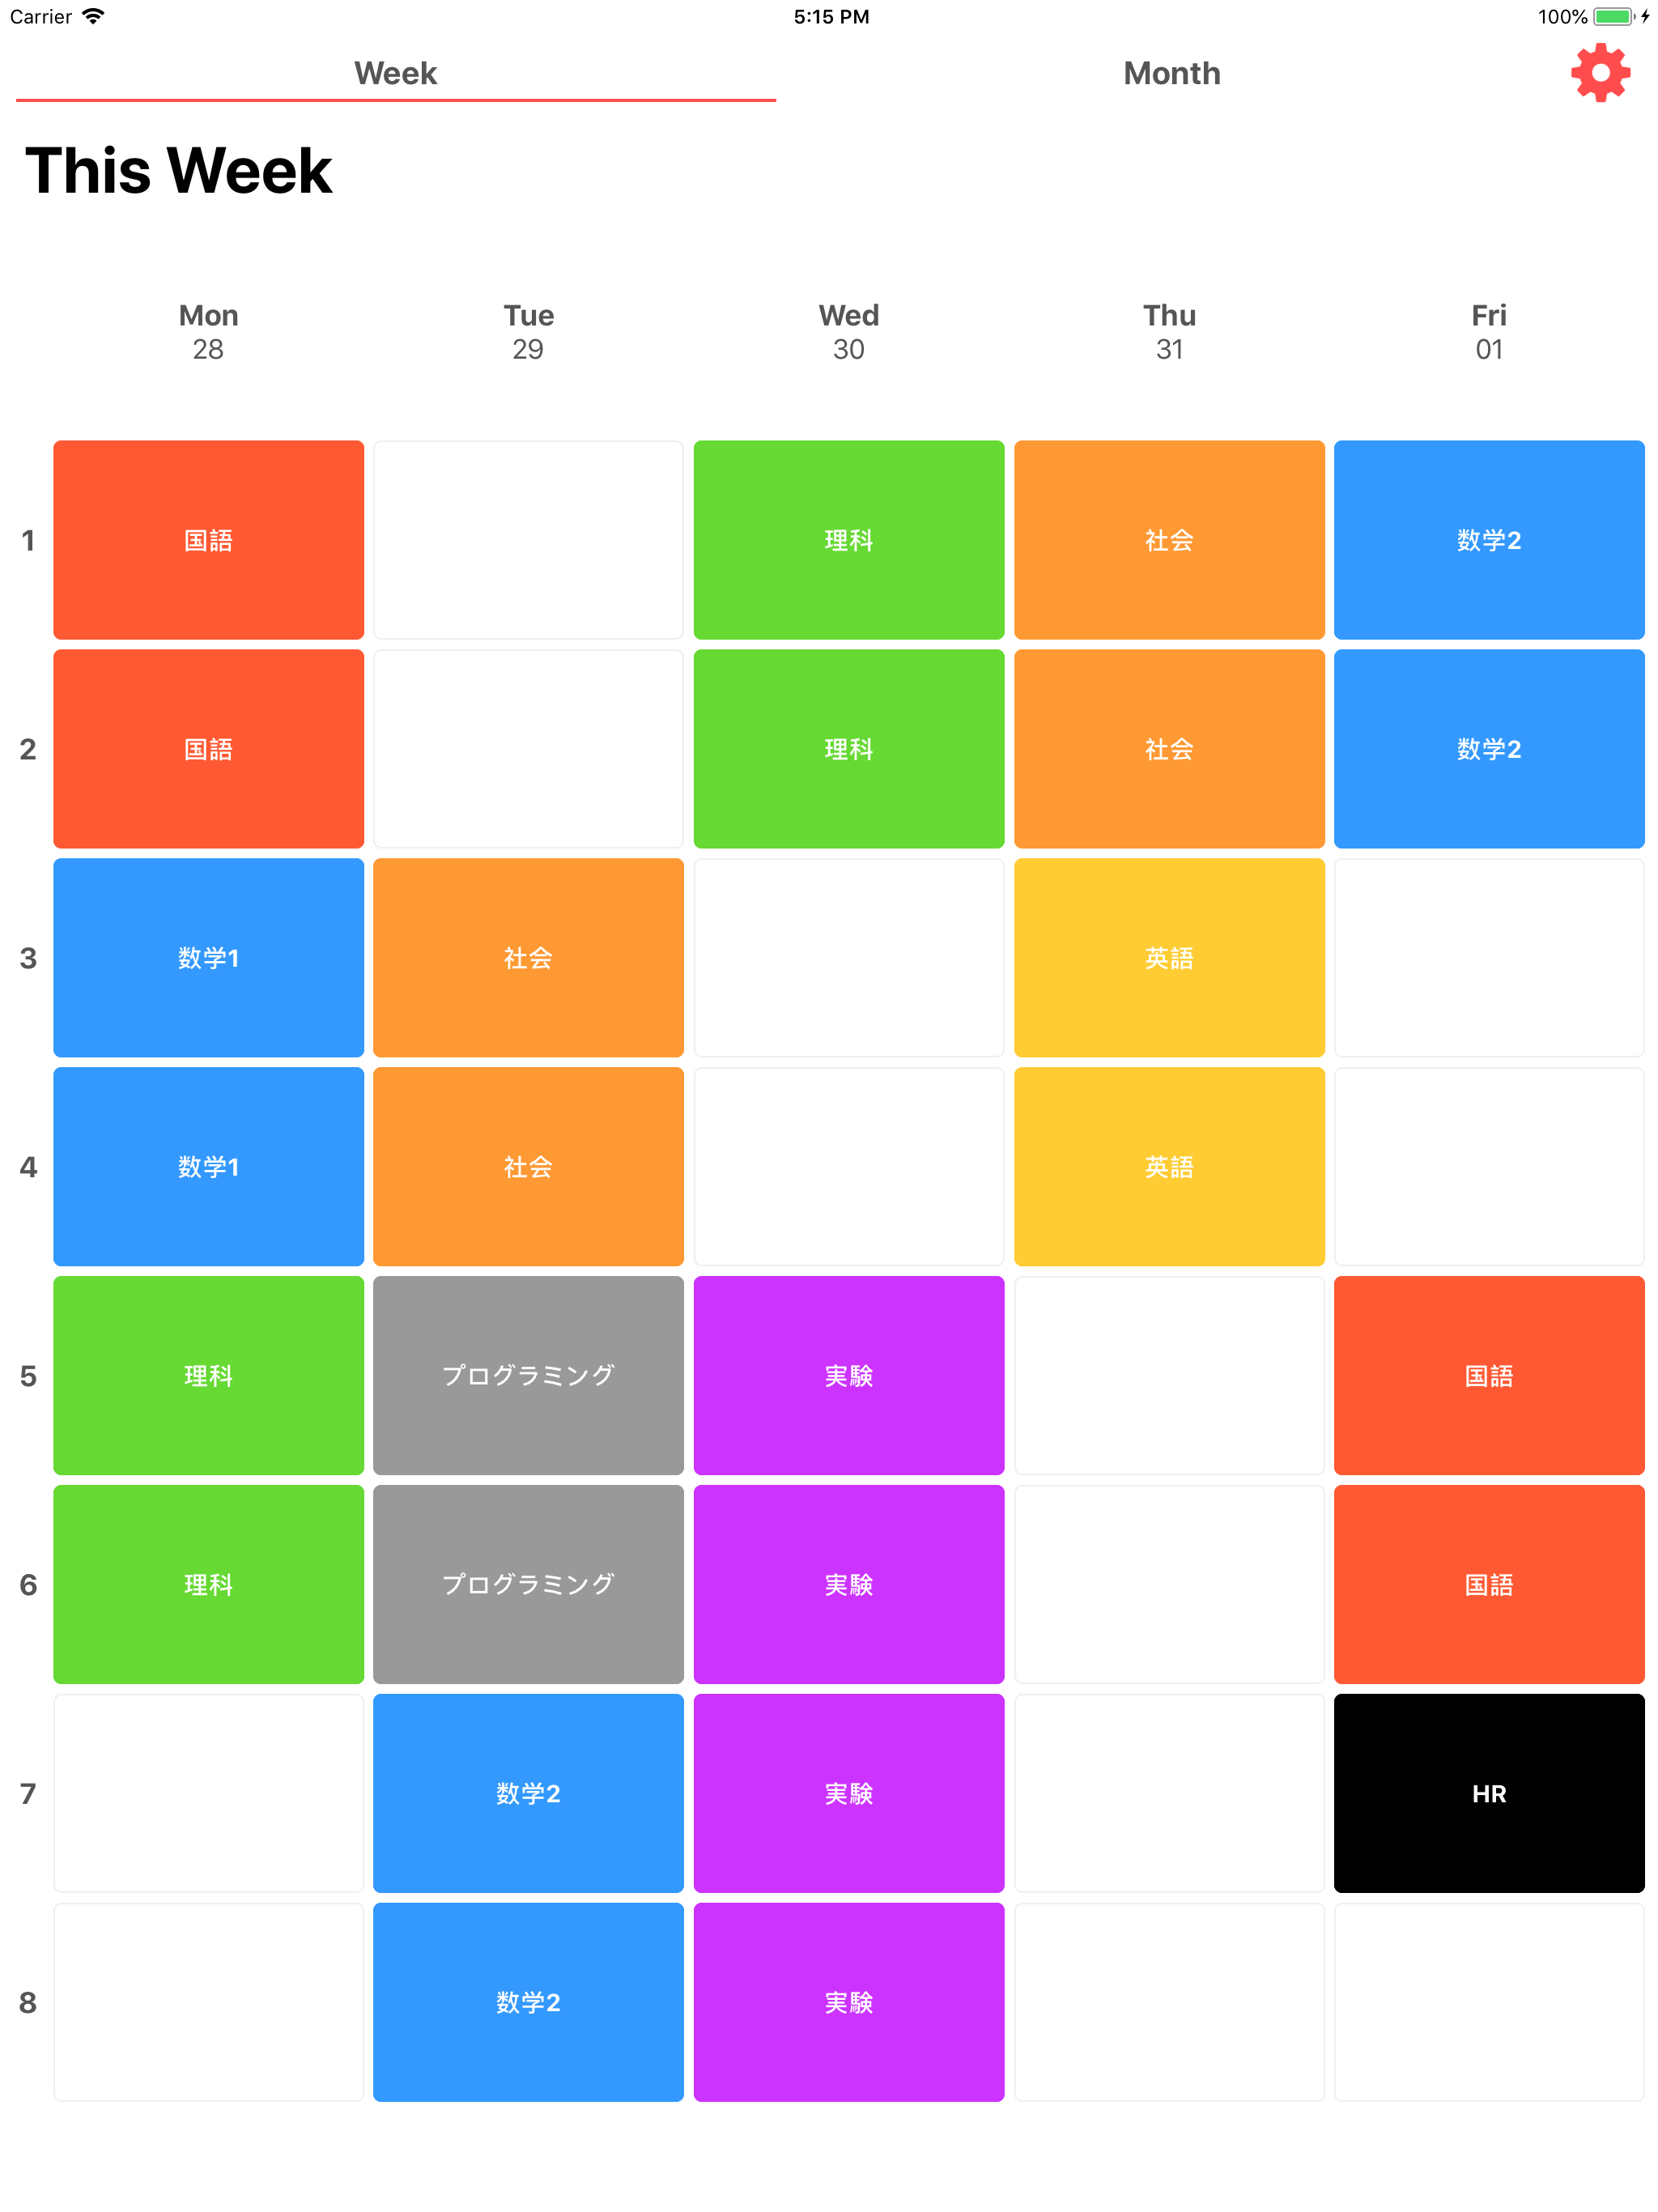 Carrier 5:15 PM 100%
Week Month
This Week
Mon Tue Wed Thu Fri
28 29 30 31 01
1 国語 理科 社会 数学2
2 国語 理科 社会 数学2
3 数学1 社会 英語
4 数学1 社会 英語
5 理科 プログラミング 実験 国語
6 理科 プログラミング 実験 国語
7 数学2 実験 HR
8 数学2 実験